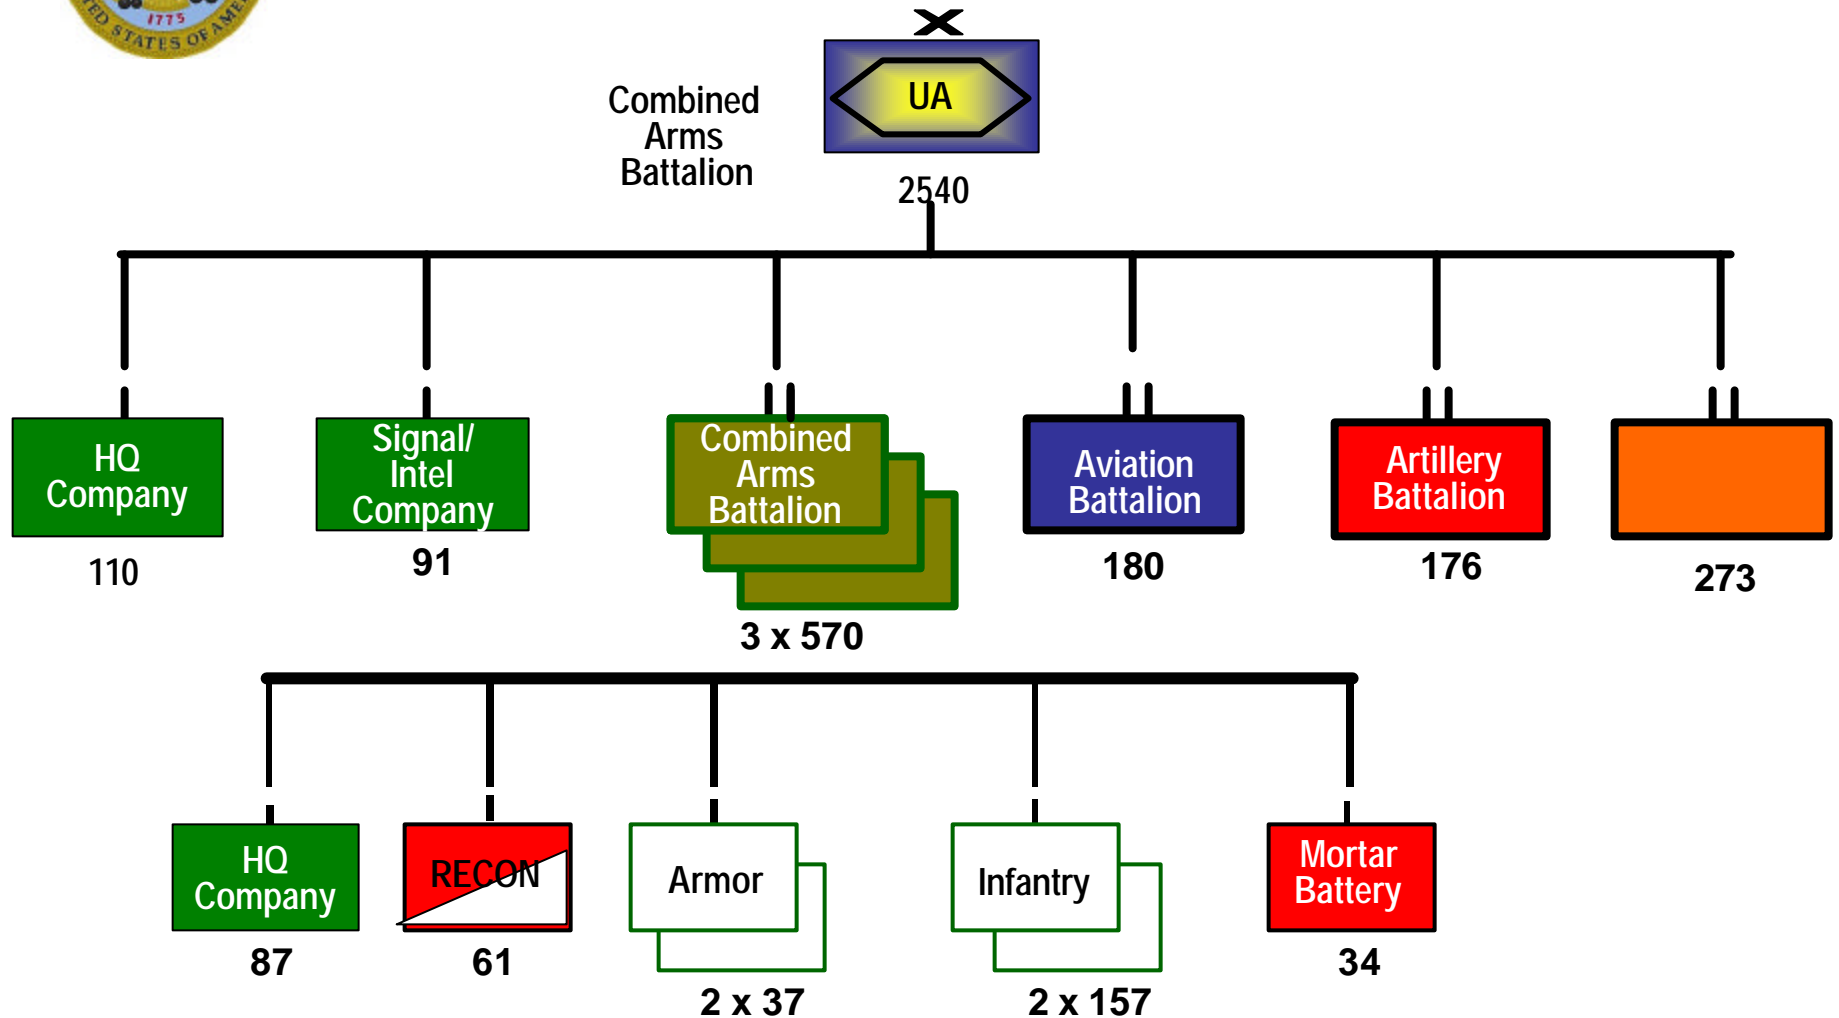 1775
STATES OF AME
Combined
Arms
Battalion
UA
2540
HQ
Company
110
Signal/
Intel
Company
91
Combined
Arms
Battalion
3 x 570
Aviation
Battalion
180
Artillery
Battalion
176
273
HQ
Company
87
RECON
61
Armor
2 x 37
Infantry
2 x 157
Mortar
Battery
34